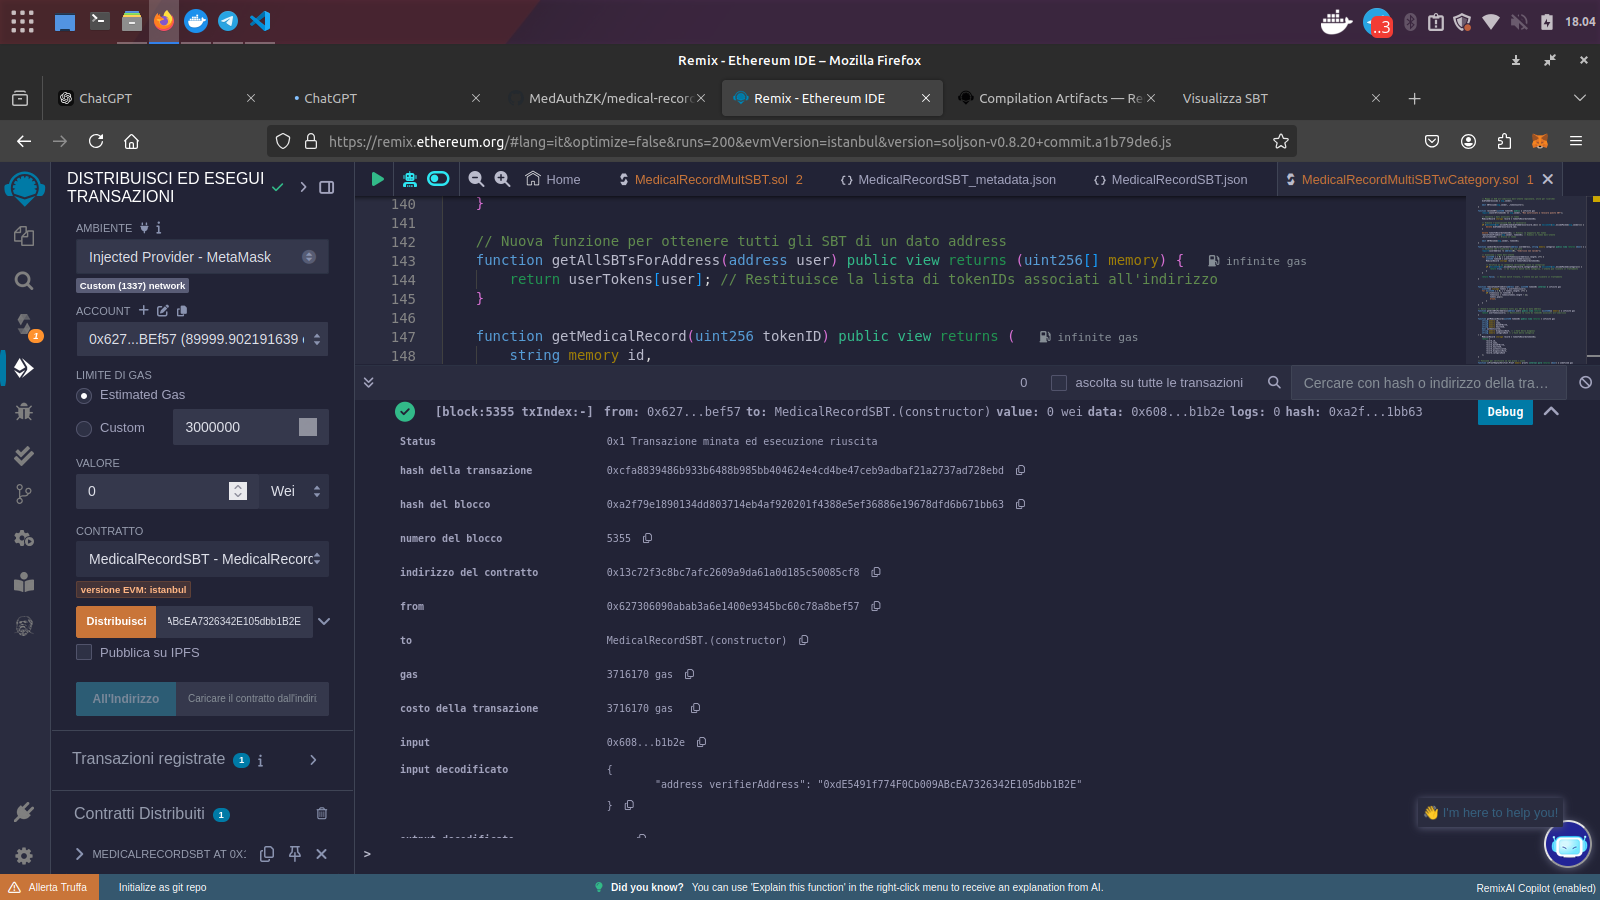 ..3
18.04
Remix - Ethereum IDE – Mozilla Firefox
ChatGPT
• ChatGPT
MedAuthZK/medical-recorc
Remix - Ethereum IDE
Compilation Artifacts — Re
Visualizza SBT
https://remix.ethereum.org/#lang=it&optimize=false&runs=200&evmVersion=istanbul&version=soljson-v0.8.20+commit.a1b79de6.js
DISTRIBUISCI ED ESEGUI
TRANSAZIONI
AMBIENTE
Injected Provider - MetaMask
Custom (1337) network
ACCOUNT
0x627...BEf57 (89999.902191639
LIMITE DI GAS
Estimated Gas
Custom
3000000
VALORE
0
Wei
CONTRATTO
MedicalRecordSBT - MedicalRecorc
versione EVM: istanbul
Distribuisci
ABcEA7326342E105dbb1B2E
Pubblica su IPFS
All'Indirizzo
Caricare il contratto dall'indiri
Transazioni registrate 1
Contratti Distribuiti 1
MEDICALRECORDSBT AT 0X1
1
Home
MedicalRecordMultSBT.sol 2
{} MedicalRecordSBT_metadata.json
{} MedicalRecordSBT.json
MedicalRecordMultiSBTwCategory.sol 1
140 }
141
142 // Nuova funzione per ottenere tutti gli SBT di un dato address
143 function getAllSBTsForAddress(address user) public view returns (uint256[] memory) { infinite gas
144 return userTokens[user]; // Restituisce la lista di tokenIDs associati all'indirizzo
145 }
146
147 function getMedicalRecord(uint256 tokenID) public view returns ( infinite gas
148 string memory id,
0
ascolta su tutte le transazioni
Cercare con hash o indirizzo della tra...
[block:5355 txIndex:-] from: 0x627...bef57 to: MedicalRecordSBT.(constructor) value: 0 wei data: 0x608...b1b2e logs: 0 hash: 0xa2f...1bb63
Debug
Status 0x1 Transazione minata ed esecuzione riuscita
hash della transazione 0xcfa8839486b933b6488b985bb404624e4cd4be47ceb9adbaf21a2737ad728ebd
hash del blocco 0xa2f79e1890134dd803714eb4af920201f4388e5ef36886e19678dfd6b671bb63
numero del blocco 5355
indirizzo del contratto 0x13c72f3c8bc7afc2609a9da61a0d185c50085cf8
from 0x627306090abab3a6e1400e9345bc60c78a8bef57
to MedicalRecordSBT.(constructor)
gas 3716170 gas
costo della transazione 3716170 gas
input 0x608...b1b2e
input decodificato {
"address verifierAddress": "0xdE5491f774F0Cb009ABcEA7326342E105dbb1B2E"
}
output decodificato
>
👋 I'm here to help you!
Allerta Truffa
Initialize as git repo
Did you know? You can use 'Explain this function' in the right-click menu to receive an explanation from AI.
RemixAI Copilot (enabled)